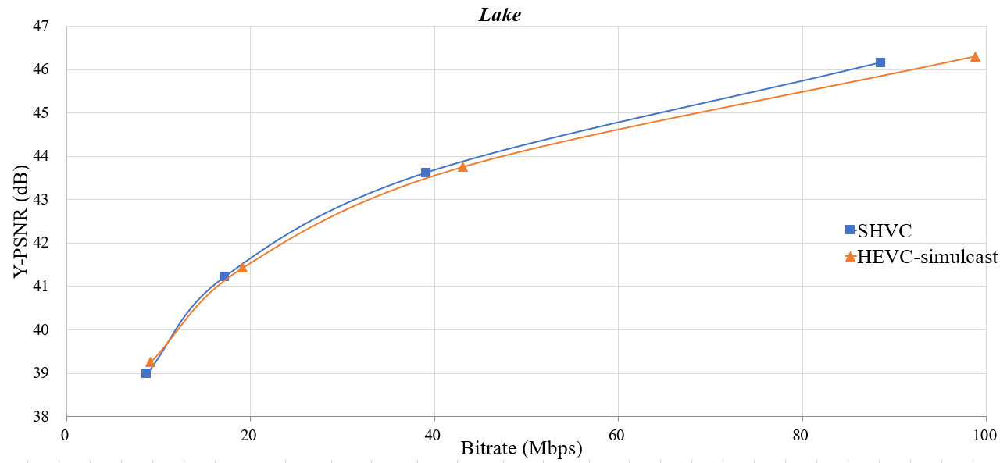 Lake
47
46
45
44
43
42
41
40
39
38
Y-PSNR (dB)
SHVC
HEVC-simulcast
0 20 40 60 80 100
Bitrate (Mbps)